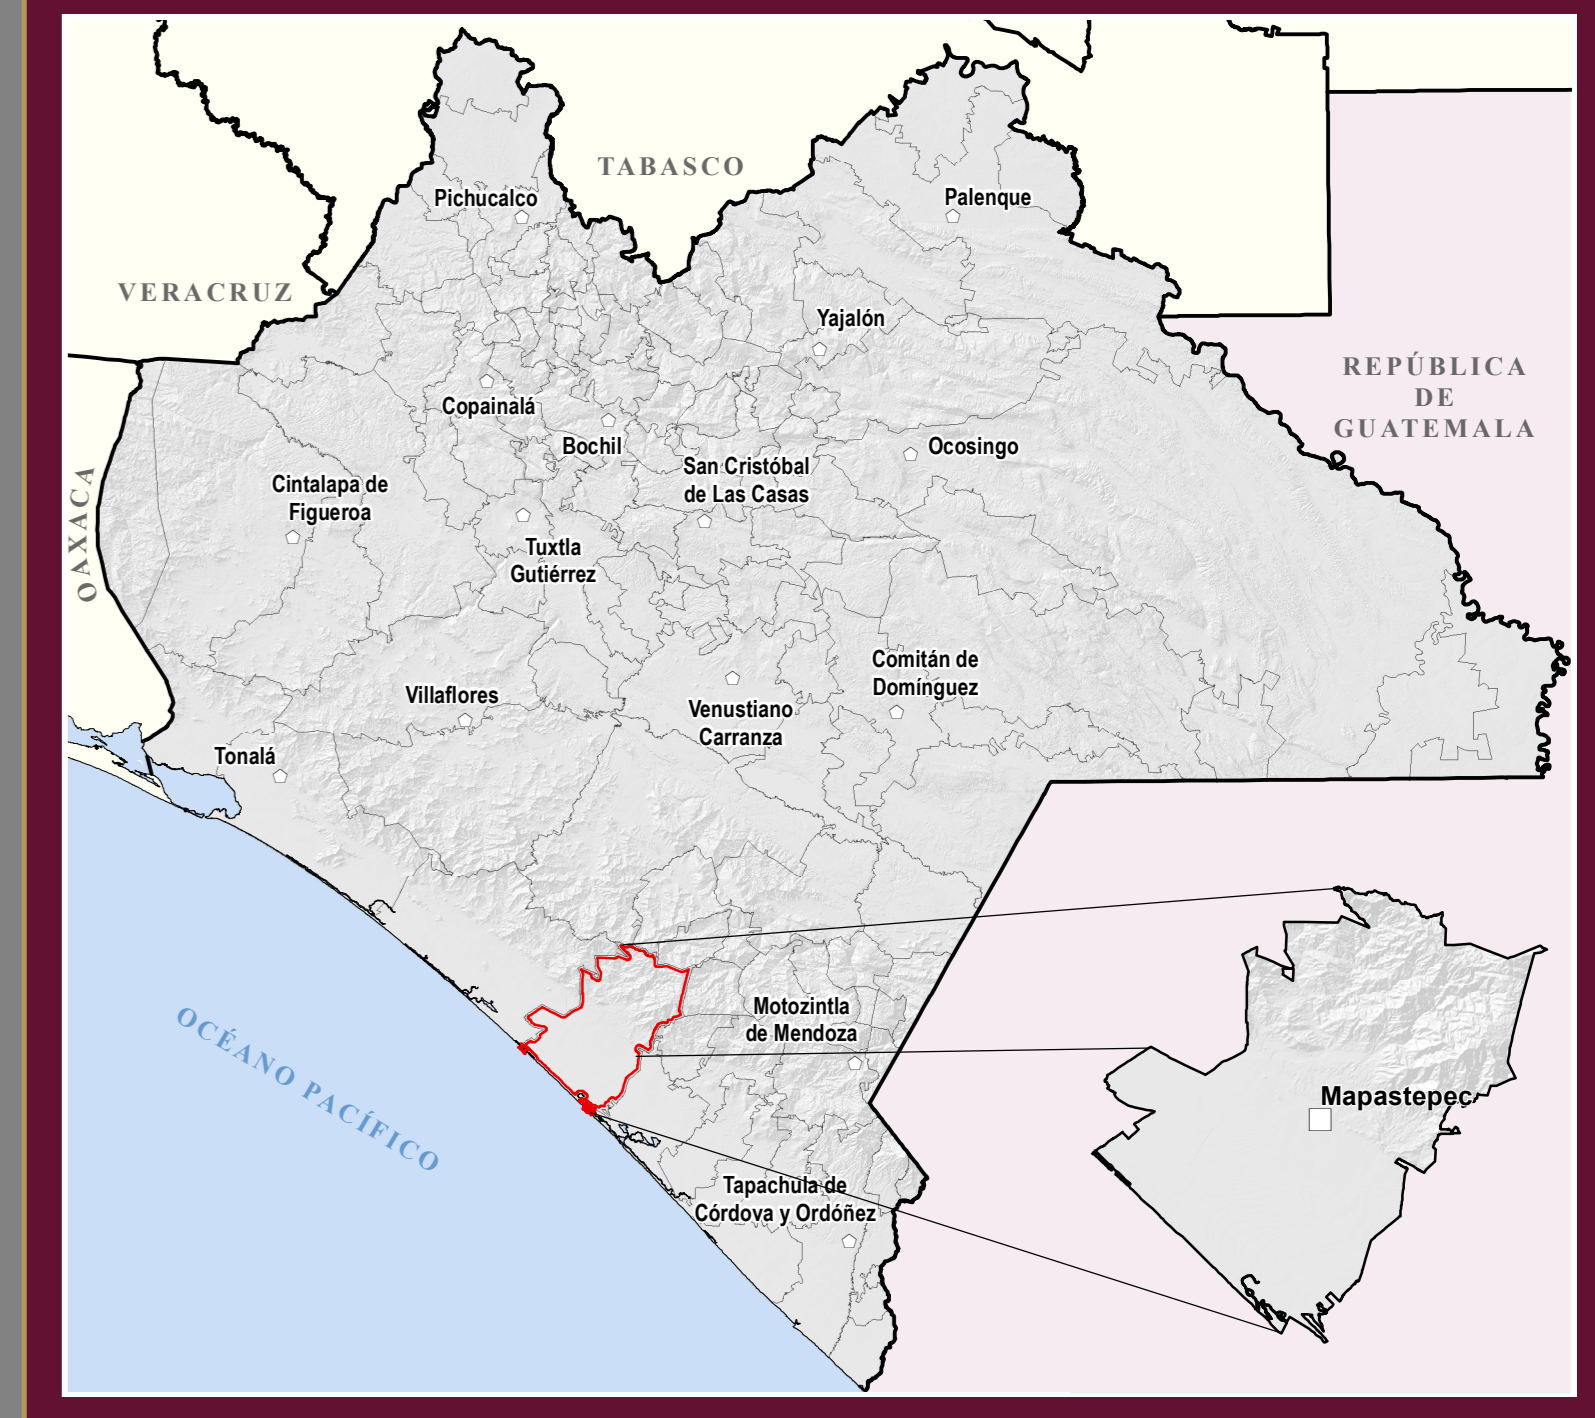 TABASCO
Pichucalco
Palenque
VERACRUZ
Yajalón
REPÚBLICA
DE
GUATEMALA
Copainalá
Bochil
Ocosingo
San Cristóbal
de Las Casas
Cintalapa de
Figueroa
OAXACA
Tuxtla
Gutiérrez
Comitán de
Domínguez
Villaflores
Venustiano
Carranza
Tonalá
Motozintla
de Mendoza
OCÉANO PACÍFICO
Mapastepec
Tapachula de
Córdova y Ordóñez